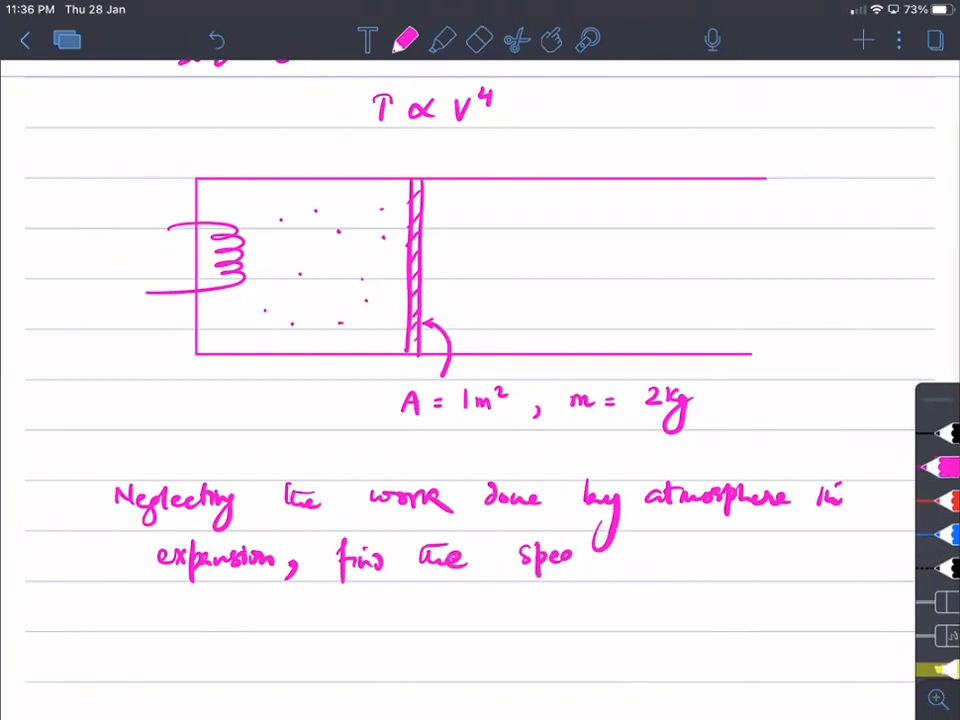 11:36 PM Thu 28 Jan 73%
T
T ∝ V⁴
A = 1m² , m = 2kg
Neglecting the work done by atmosphere in
expansion, find the spee